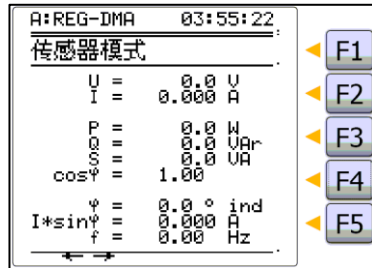 A:REG-DMA 03:55:22
传感器模式
U = 0.0 V
I = 0.000 A
P = 0.0 W
Q = 0.0 VAr
S = 0.0 VA
cosφ = 1.00
φ = 0.0 ° ind
I*sinφ = 0.000 A
f = 0.00 Hz
← →
F1
F2
F3
F4
F5